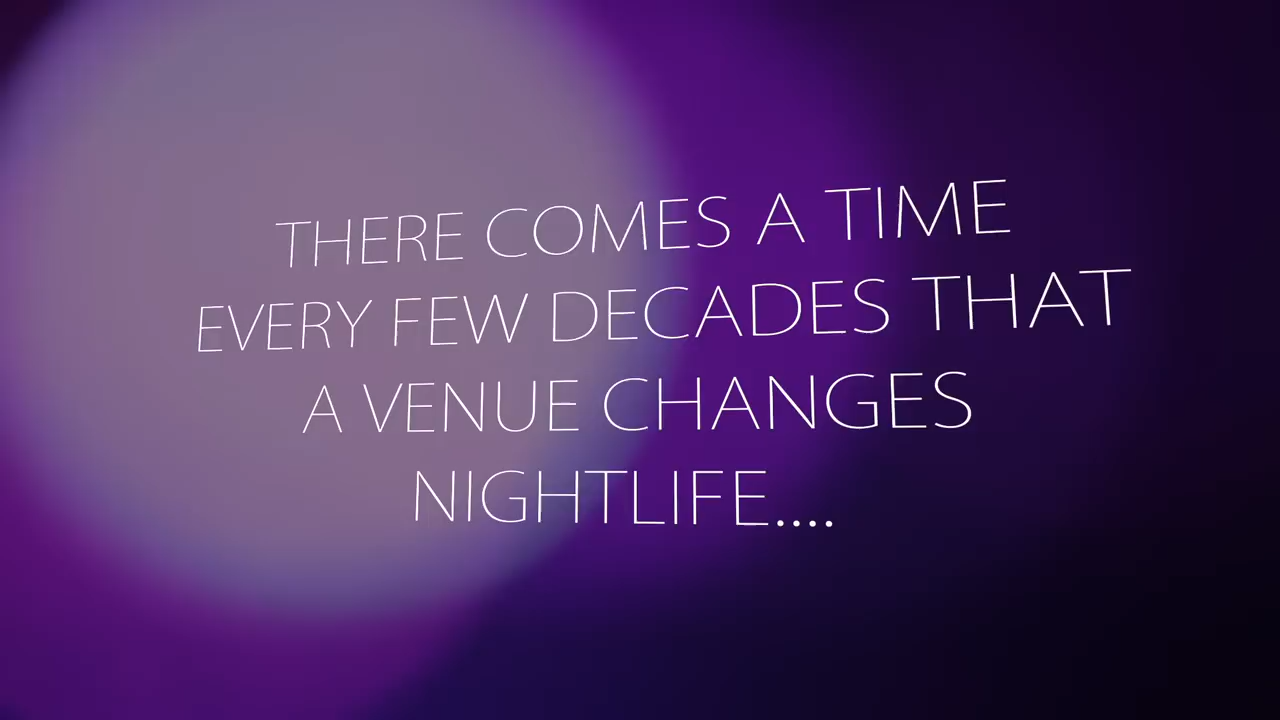 THERE COMES A TIME
EVERY FEW DECADES THAT
A VENUE CHANGES
NIGHTLIFE....